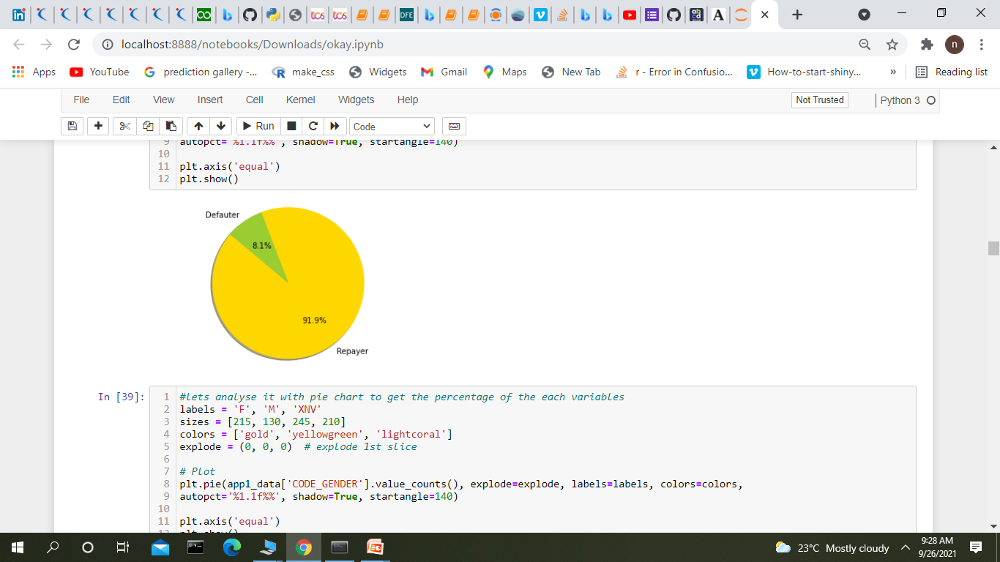 localhost:8888/notebooks/Downloads/okay.ipynb
n
Apps YouTube prediction gallery -... make_css Widgets Gmail Maps New Tab r - Error in Confusio... How-to-start-shiny... » Reading list
File Edit View Insert Cell Kernel Widgets Help Not Trusted Python 3
Run Code
9 autopct='%1.1f%%', shadow=True, startangle=140)
10
11 plt.axis('equal')
12 plt.show()
Defauter
8.1%
91.9%
Repayer
In [39]: 1 #lets analyse it with pie chart to get the percentage of the each variables
2 labels = 'F', 'M', 'XNV'
3 sizes = [215, 130, 245, 210]
4 colors = ['gold', 'yellowgreen', 'lightcoral']
5 explode = (0, 0, 0)  # explode 1st slice
6
7 # Plot
8 plt.pie(app1_data['CODE_GENDER'].value_counts(), explode=explode, labels=labels, colors=colors,
9 autopct='%1.1f%%', shadow=True, startangle=140)
10
11 plt.axis('equal')
12 plt.show()
23°C Mostly cloudy
9:28 AM
9/26/2021